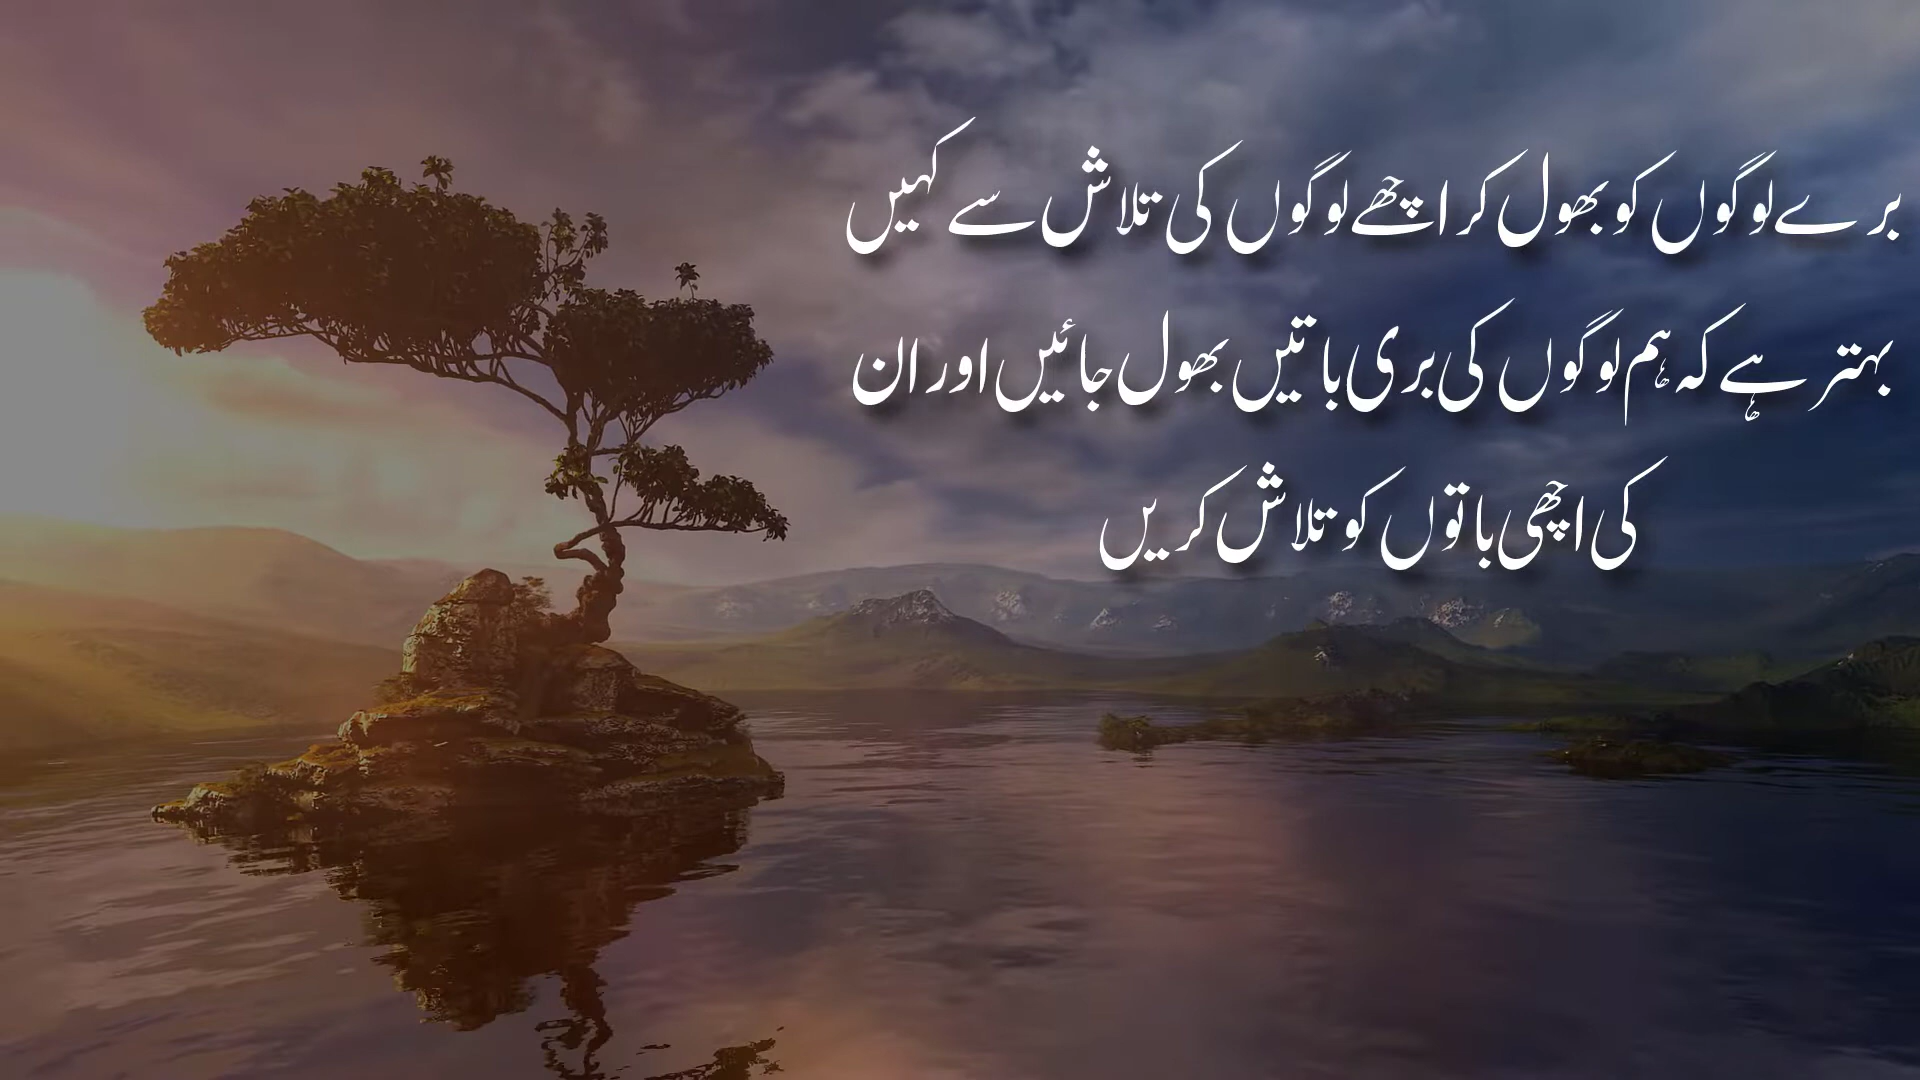 برے لوگوں کو بھول کر اچھے لوگوں کی تلاش سے کہیں
بہتر ہے کہ ہم لوگوں کی بری باتیں بھول جائیں اور ان
کی اچھی باتوں کو تلاش کریں